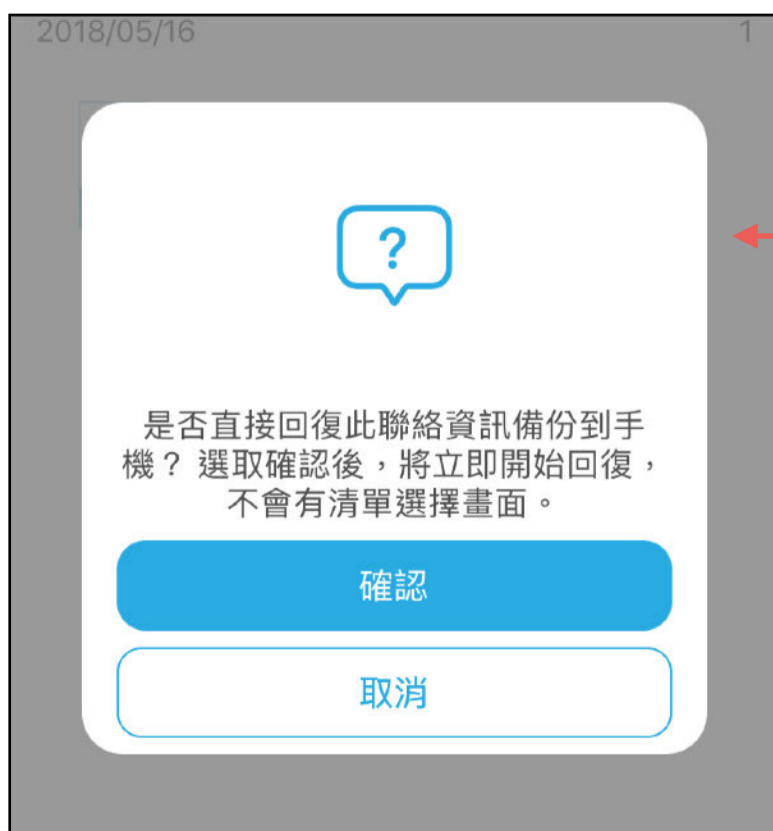 2018/05/16 1
?
是否直接回復此聯絡資訊備份到手
機? 選取確認後,將立即開始回復,
不會有清單選擇畫面。
確認
取消